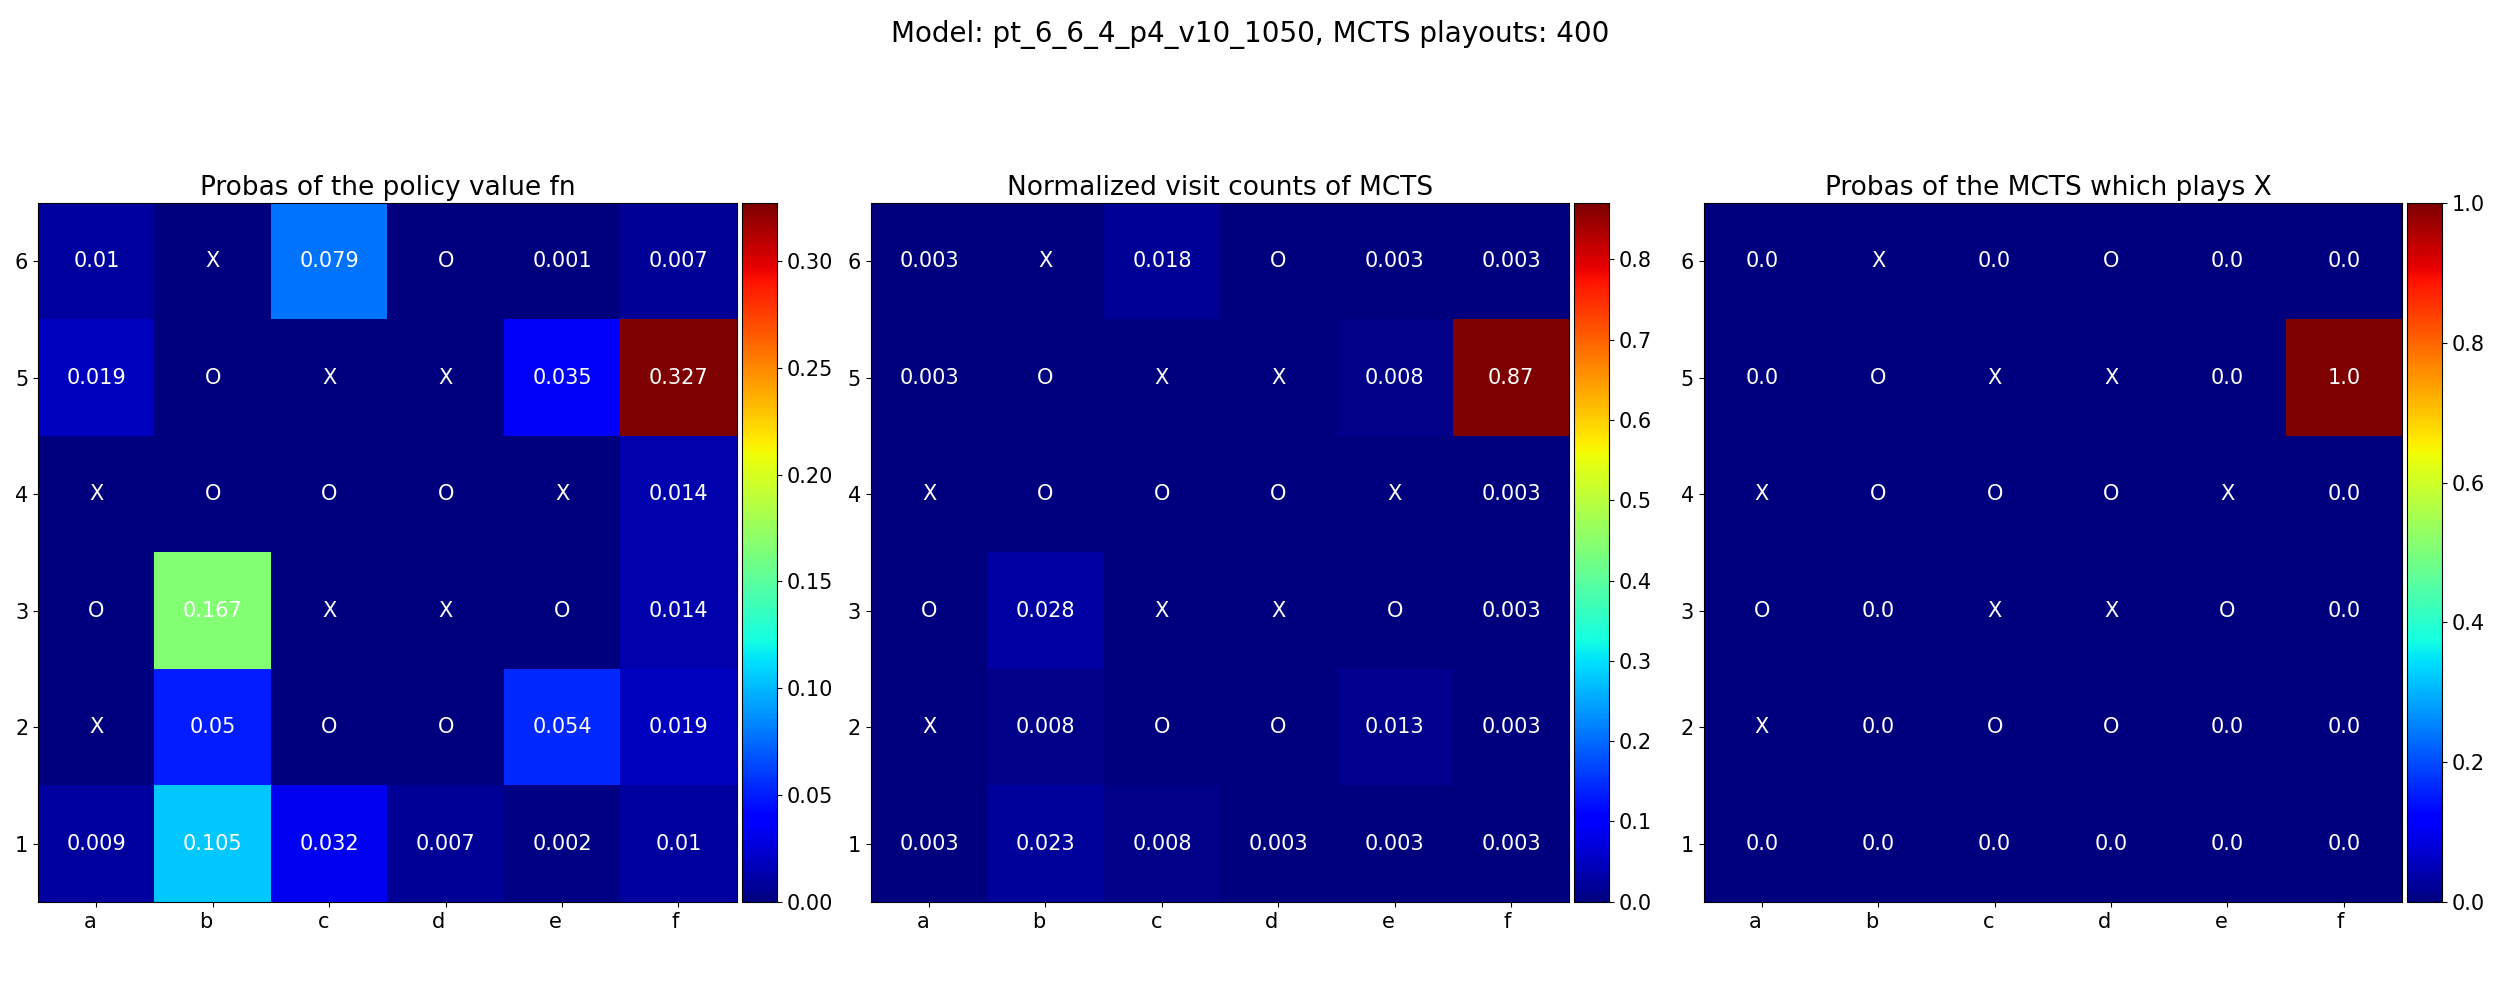 Model: pt_6_6_4_p4_v10_1050, MCTS playouts: 400
Probas of the policy value fn
6 0.01 X 0.079 O 0.001 0.007
5 0.019 O X X 0.035 0.327
4 X O O O X 0.014
3 O 0.167 X X O 0.014
2 X 0.05 O O 0.054 0.019
1 0.009 0.105 0.032 0.007 0.002 0.01
a b c d e f
0.30
0.25
0.20
0.15
0.10
0.05
0.00
Normalized visit counts of MCTS
6 0.003 X 0.018 O 0.003 0.003
5 0.003 O X X 0.008 0.87
4 X O O O X 0.003
3 O 0.028 X X O 0.003
2 X 0.008 O O 0.013 0.003
1 0.003 0.023 0.008 0.003 0.003 0.003
a b c d e f
0.8
0.7
0.6
0.5
0.4
0.3
0.2
0.1
0.0
Probas of the MCTS which plays X
6 0.0 X 0.0 O 0.0 0.0
5 0.0 O X X 0.0 1.0
4 X O O O X 0.0
3 O 0.0 X X O 0.0
2 X 0.0 O O 0.0 0.0
1 0.0 0.0 0.0 0.0 0.0 0.0
a b c d e f
1.0
0.8
0.6
0.4
0.2
0.0